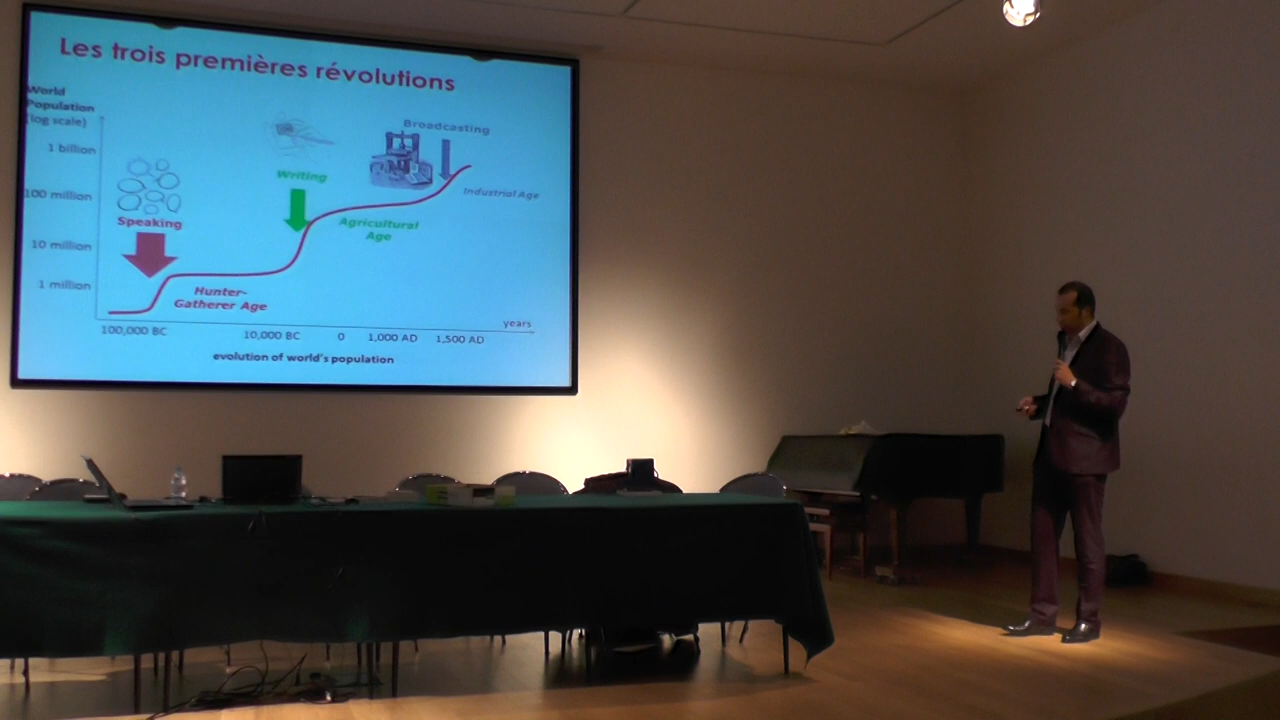 Les trois premières révolutions
World
Population
(log scale)
Broadcasting
1 billion
Writing
100 million
Industrial Age
Speaking
Agricultural
Age
10 million
1 million
Hunter-
Gatherer Age
years
100,000 BC
10,000 BC
0
1,000 AD
1,500 AD
evolution of world's population